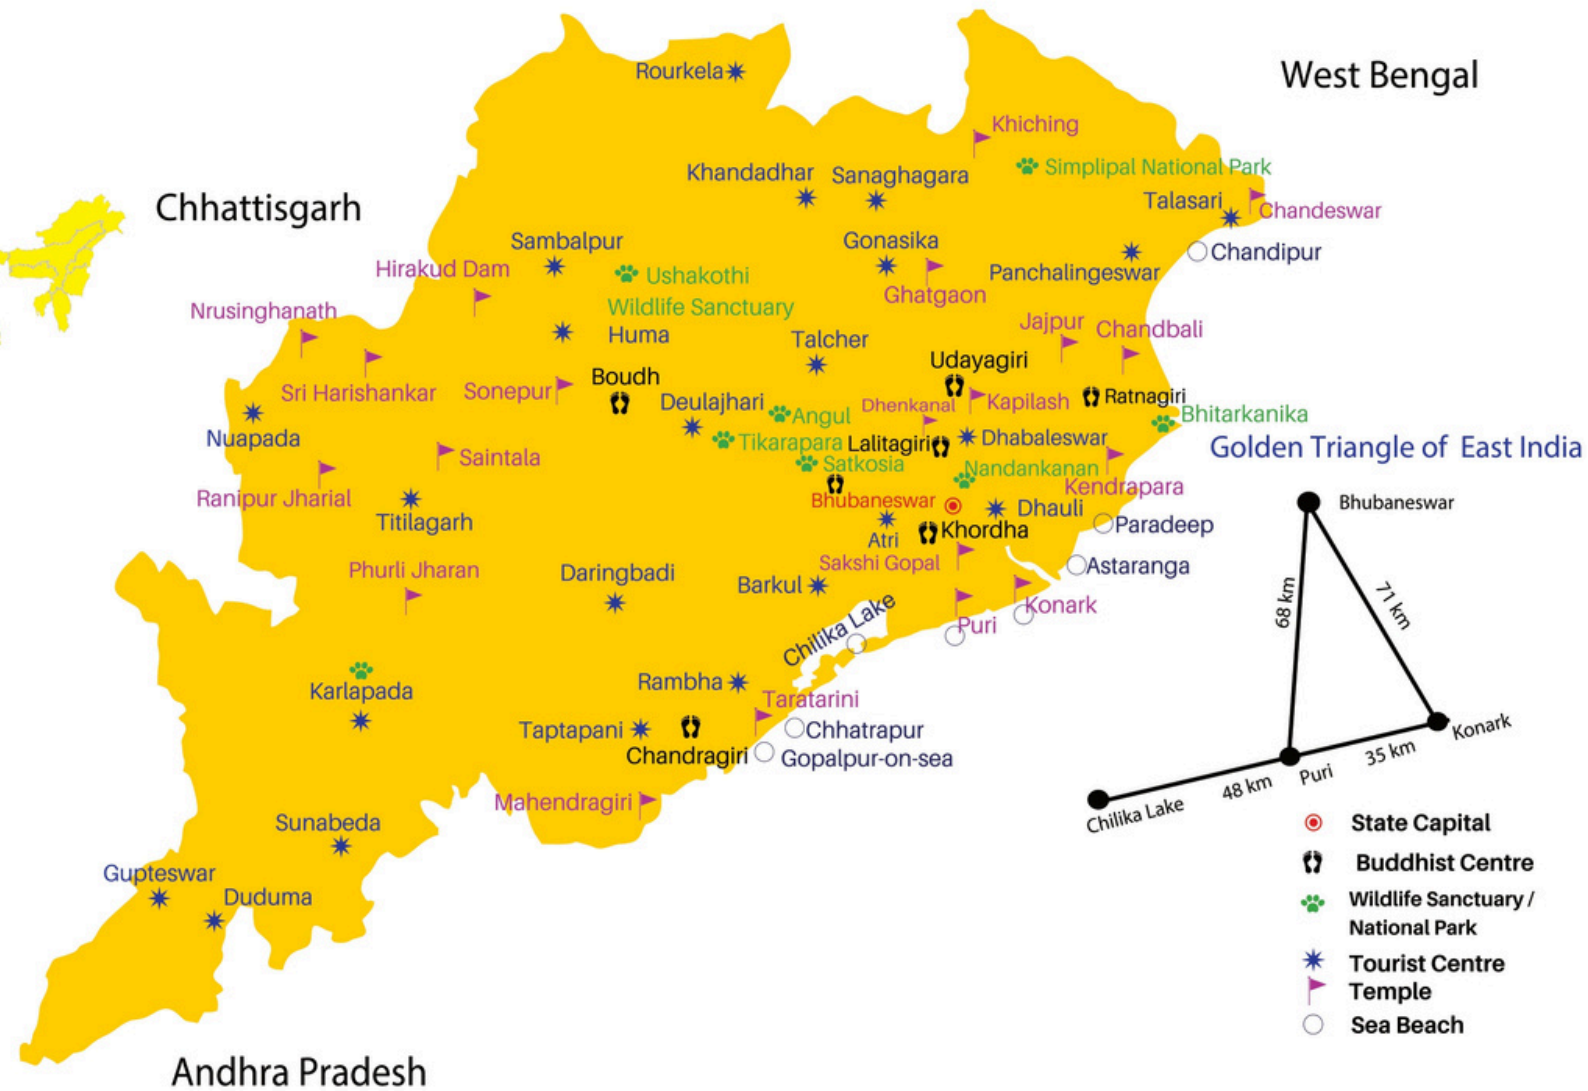 West Bengal
Rourkela
Khiching
Simplipal National Park
Khandadhar
Sanaghagara
Talasari
Chandeswar
Chhattisgarh
Sambalpur
Gonasika
Chandipur
Hirakud Dam
Ushakothi
Wildlife Sanctuary
Panchalingeswar
Ghatgaon
Nrusinghanath
Huma
Talcher
Jajpur
Chandbali
Udayagiri
Boudh
Sri Harishankar
Sonepur
Deulajhari
Angul
Dhenkanal
Kapilash
Ratnagiri
Bhitarkanika
Nuapada
Tikarapara
Lalitagiri
Dhabaleswar
Golden Triangle of East India
Saintala
Satkosia
Nandankanan
Ranipur Jharial
Kendrapara
Bhubaneswar
Bhubaneswar
Titilagarh
Dhauli
Paradeep
Atri
Khordha
Sakshi Gopal
Astaranga
Phurli Jharan
Daringbadi
Barkul
Konark
Puri
Chilika Lake
68 km
71 km
Karlapada
Rambha
Taratarini
Taptapani
Chhatrapur
Chandragiri
Gopalpur-on-sea
Konark
35 km
Puri
48 km
Chilika Lake
Mahendragiri
Sunabeda
Gupteswar
Duduma
State Capital
Buddhist Centre
Wildlife Sanctuary /
National Park
Tourist Centre
Temple
Sea Beach
Andhra Pradesh